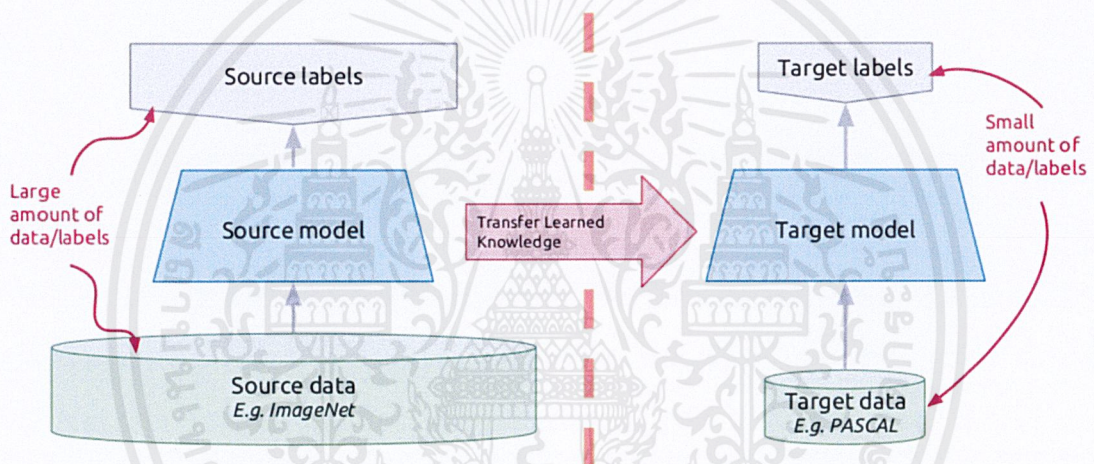 Source labels
Target labels
Large
amount of
data/labels
Small
amount of
data/labels
Source model
Transfer Learned
Knowledge
Target model
Source data
E.g. ImageNet
Target data
E.g. PASCAL